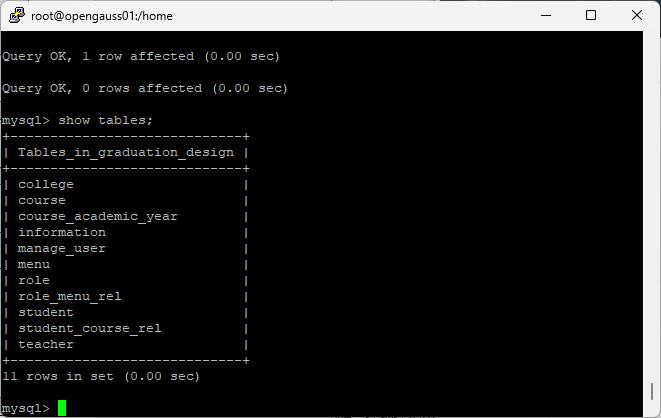 root@opengauss01:/home
Query OK, 1 row affected (0.00 sec)
Query OK, 0 rows affected (0.00 sec)
mysql> show tables;
+-----------------------------+
| Tables_in_graduation_design |
+-----------------------------+
| college                     |
| course                      |
| course_academic_year        |
| information                 |
| manage_user                 |
| menu                        |
| role                        |
| role_menu_rel               |
| student                     |
| student_course_rel          |
| teacher                     |
+-----------------------------+
11 rows in set (0.00 sec)
mysql>